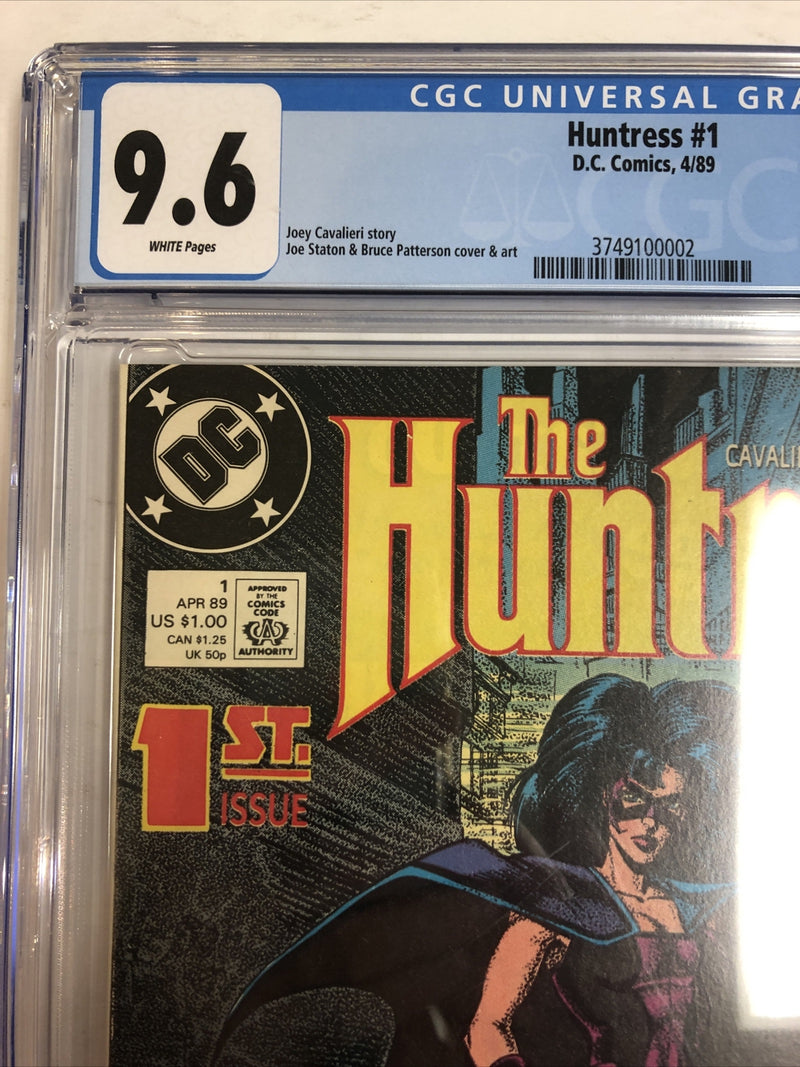 CGC UNIVERSAL GRA
9.6
WHITE Pages
Huntress #1
D.C. Comics, 4/89
Joey Cavalieri story
Joe Staton & Bruce Patterson cover & art
3749100002
CGC
DC
The
Huntr
CAVALI
1
APR 89
US $1.00
CAN $1.25
UK 50p
APPROVED
BY THE
COMICS
CODE
CA
AUTHORITY
1ST.
ISSUE